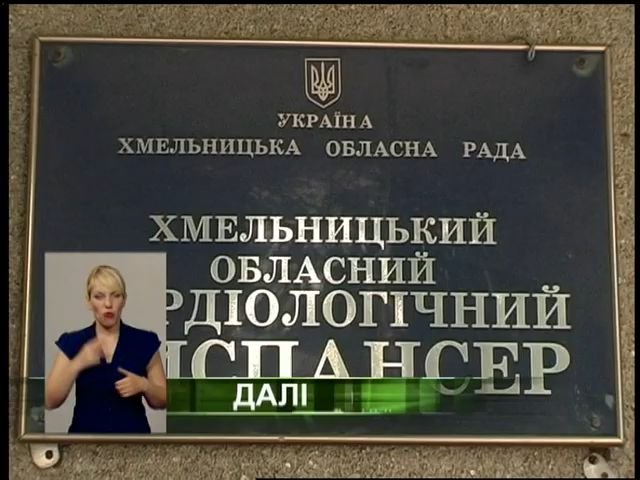 УКРАЇНА
ХМЕЛЬНИЦЬКА ОБЛАСНА РАДА
ХМЕЛЬНИЦЬКИЙ
ОБЛАСНИЙ
РДІОЛОГІЧНИЙ
ИСПАНСЕР
ДАЛІ